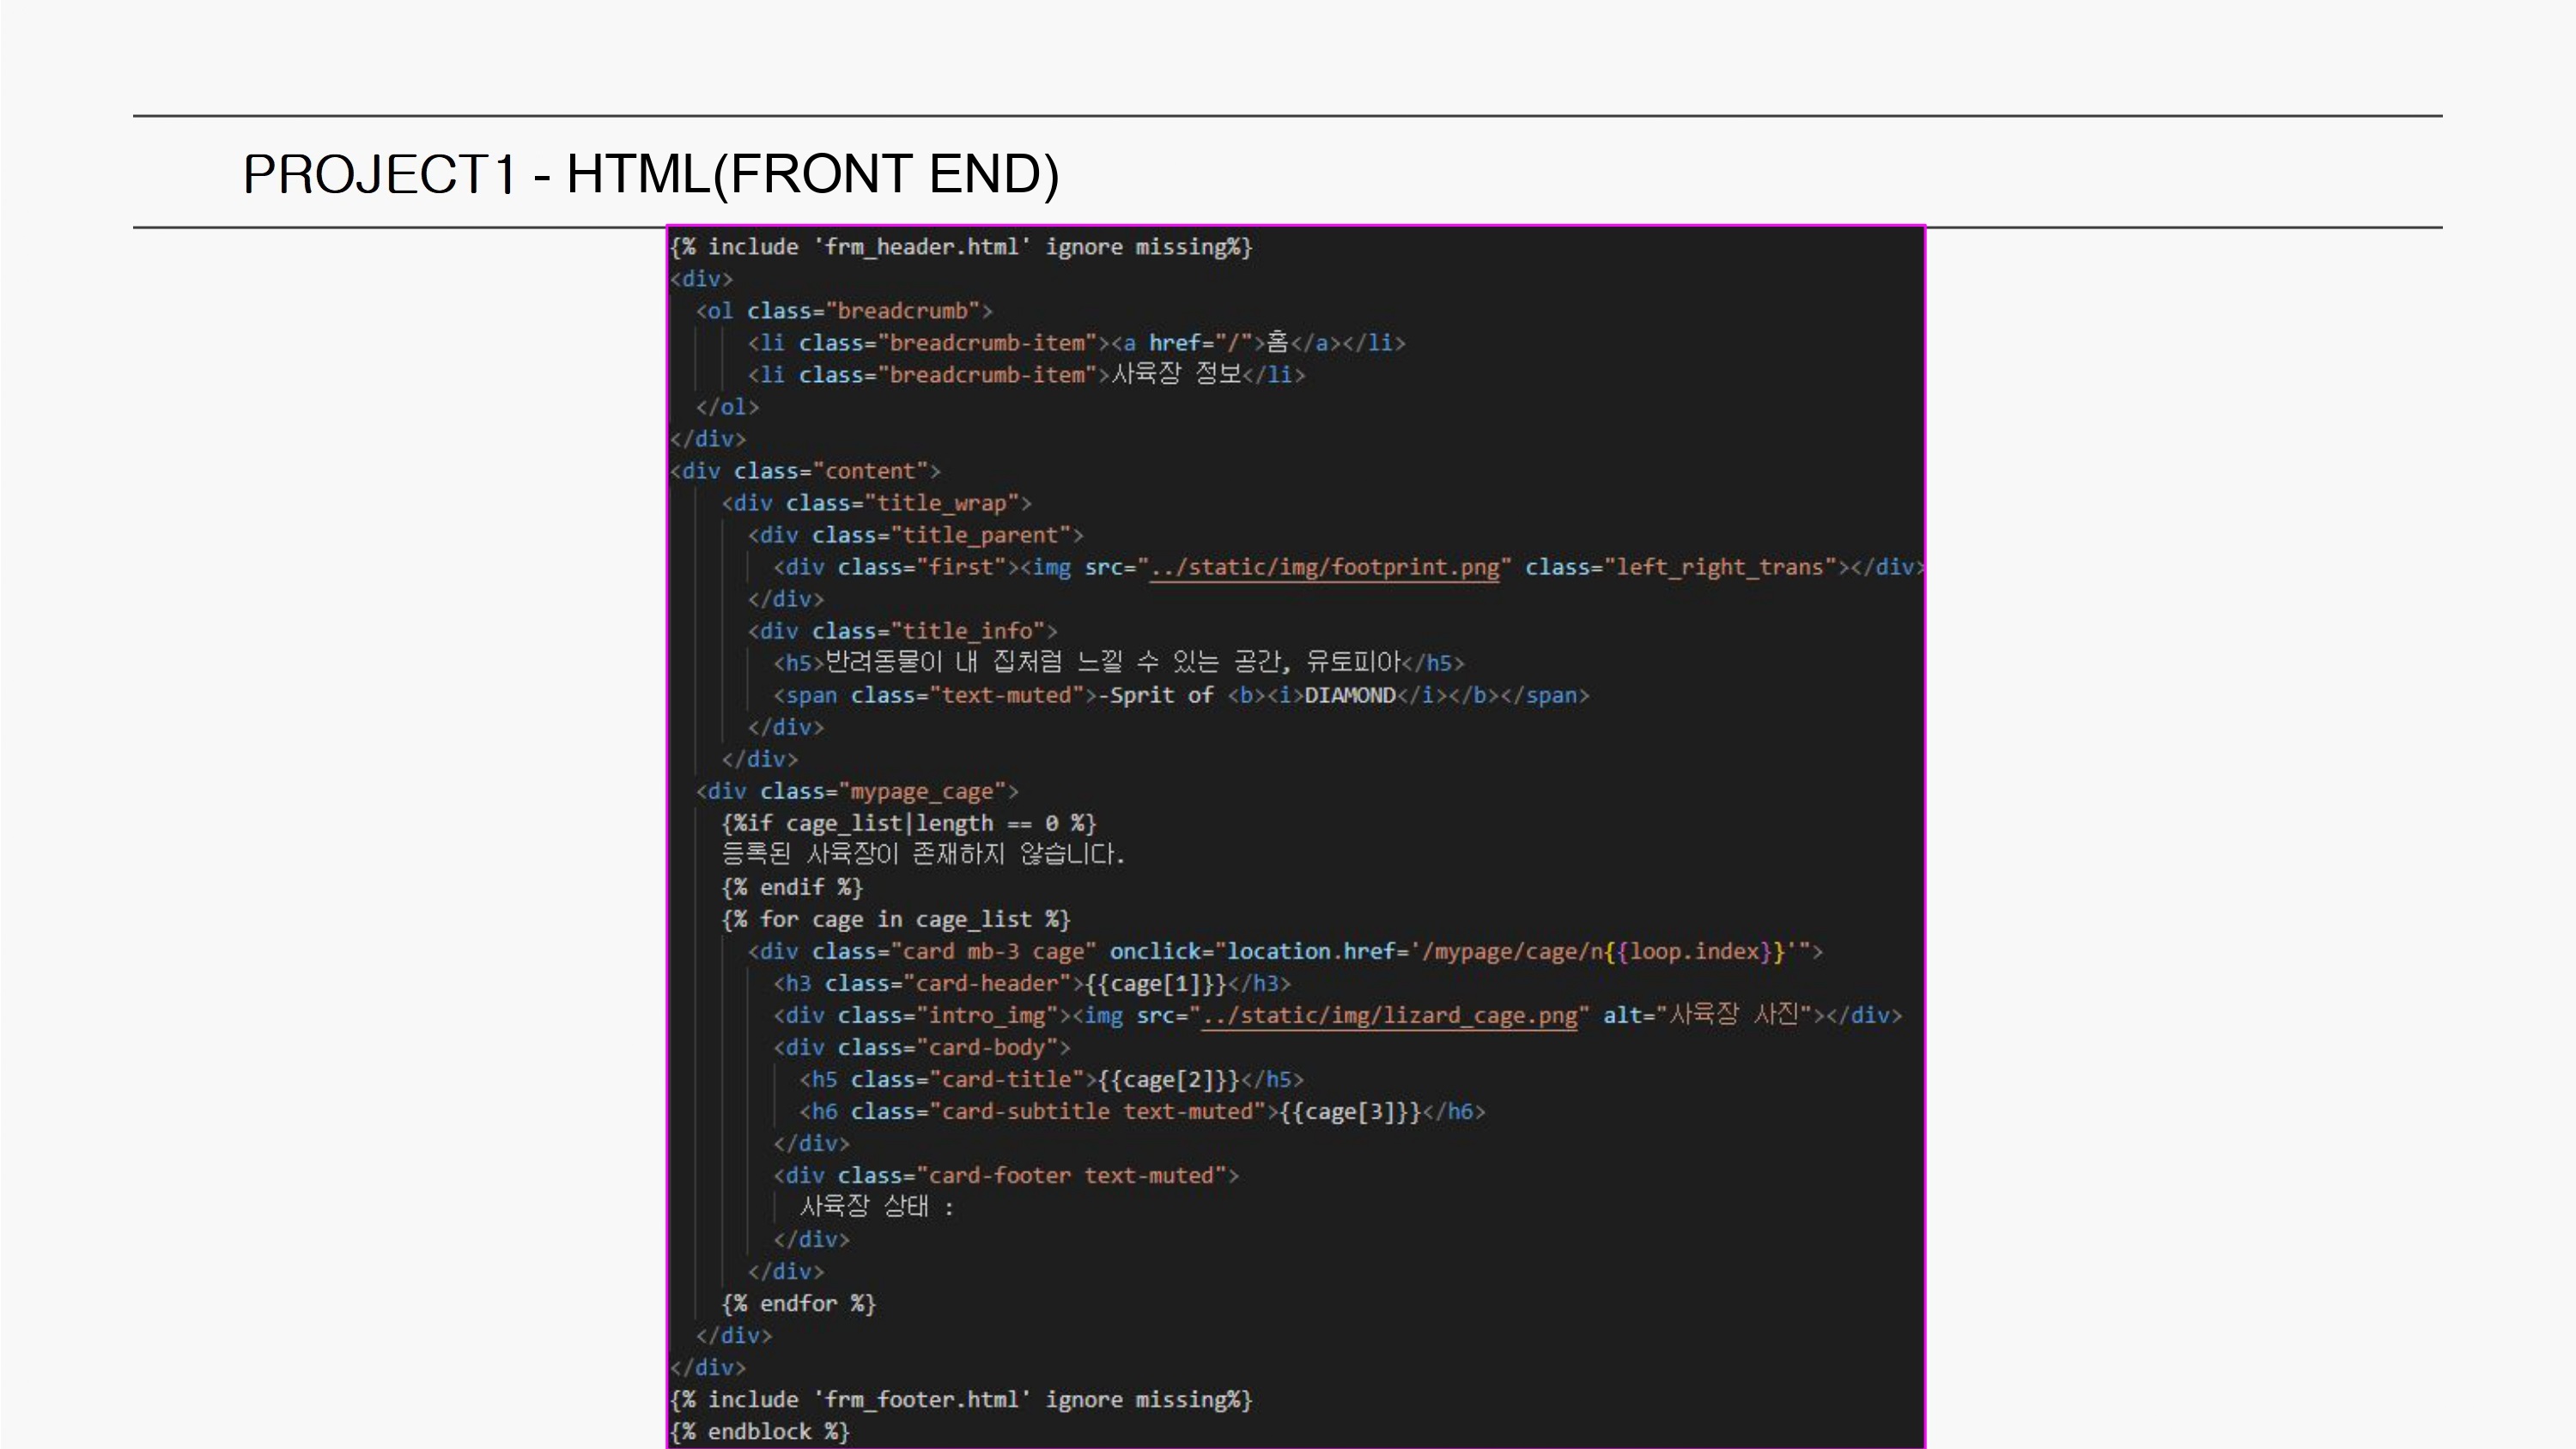 PROJECT1 - HTML(FRONT END)
{% include 'frm_header.html' ignore missing%}
<div>
<ol class="breadcrumb">
<li class="breadcrumb-item"><a href="/">홈</a></li>
<li class="breadcrumb-item">사육장 정보</li>
</ol>
</div>
<div class="content">
<div class="title_wrap">
<div class="title_parent">
<div class="first"><img src="../static/img/footprint.png" class="left_right_trans"></div>
</div>
<div class="title_info">
<h5>반려동물이 내 집처럼 느낄 수 있는 공간, 유토피아</h5>
<span class="text-muted">-Sprit of <b><i>DIAMOND</i></b></span>
</div>
</div>
<div class="mypage_cage">
{%if cage_list|length == 0 %}
등록된 사육장이 존재하지 않습니다.
{% endif %}
{% for cage in cage_list %}
<div class="card mb-3 cage" onclick="location.href='/mypage/cage/n{{loop.index}}'">
<h3 class="card-header">{{cage[1]}}</h3>
<div class="intro_img"><img src="../static/img/lizard_cage.png" alt="사육장 사진"></div>
<div class="card-body">
<h5 class="card-title">{{cage[2]}}</h5>
<h6 class="card-subtitle text-muted">{{cage[3]}}</h6>
</div>
<div class="card-footer text-muted">
사육장 상태 :
</div>
</div>
{% endfor %}
</div>
</div>
{% include 'frm_footer.html' ignore missing%}
{% endblock %}